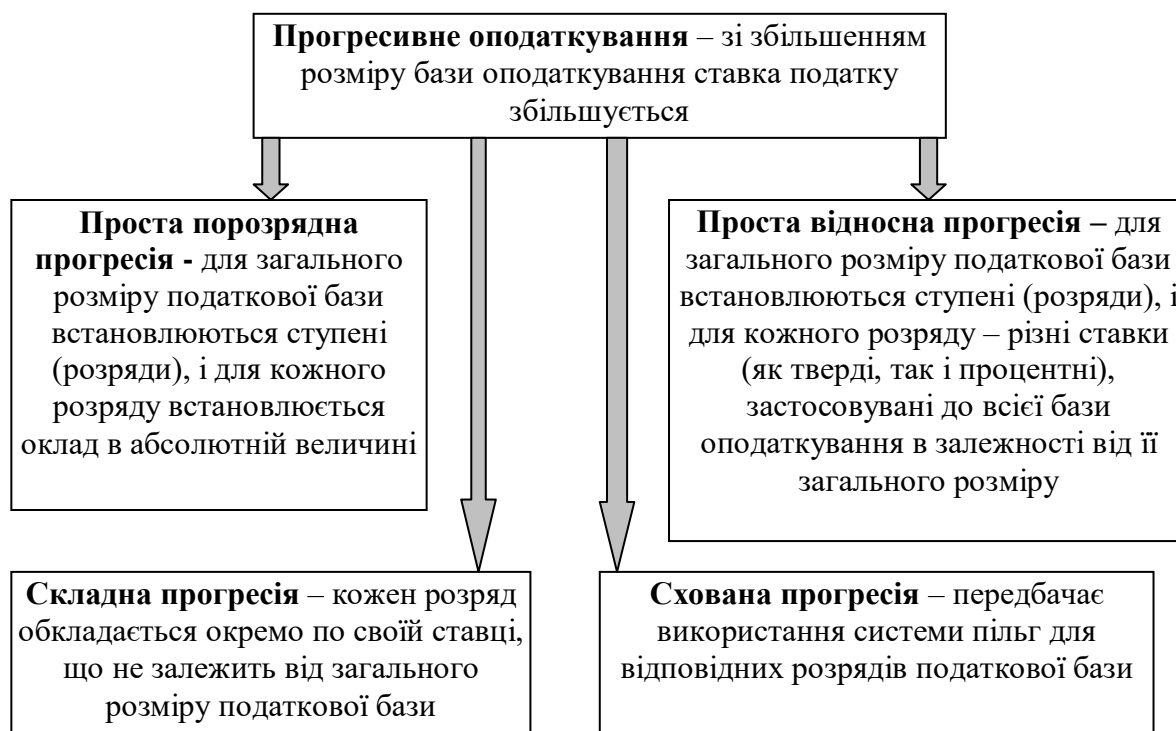 Прогресивне оподаткування – зі збільшенням
розміру бази оподаткування ставка податку
збільшується
Проста порозрядна
прогресія - для загального
розміру податкової бази
встановлюються ступені
(розряди), і для кожного
розряду встановлюється
оклад в абсолютній величині
Проста відносна прогресія – для
загального розміру податкової бази
встановлюються ступені (розряди), і
для кожного розряду – різні ставки
(як тверді, так і процентні),
застосовувані до всієї бази
оподаткування в залежності від її
загального розміру
Складна прогресія – кожен розряд
обкладається окремо по своїй ставці,
що не залежить від загального
розміру податкової бази
Схована прогресія – передбачає
використання системи пільг для
відповідних розрядів податкової бази